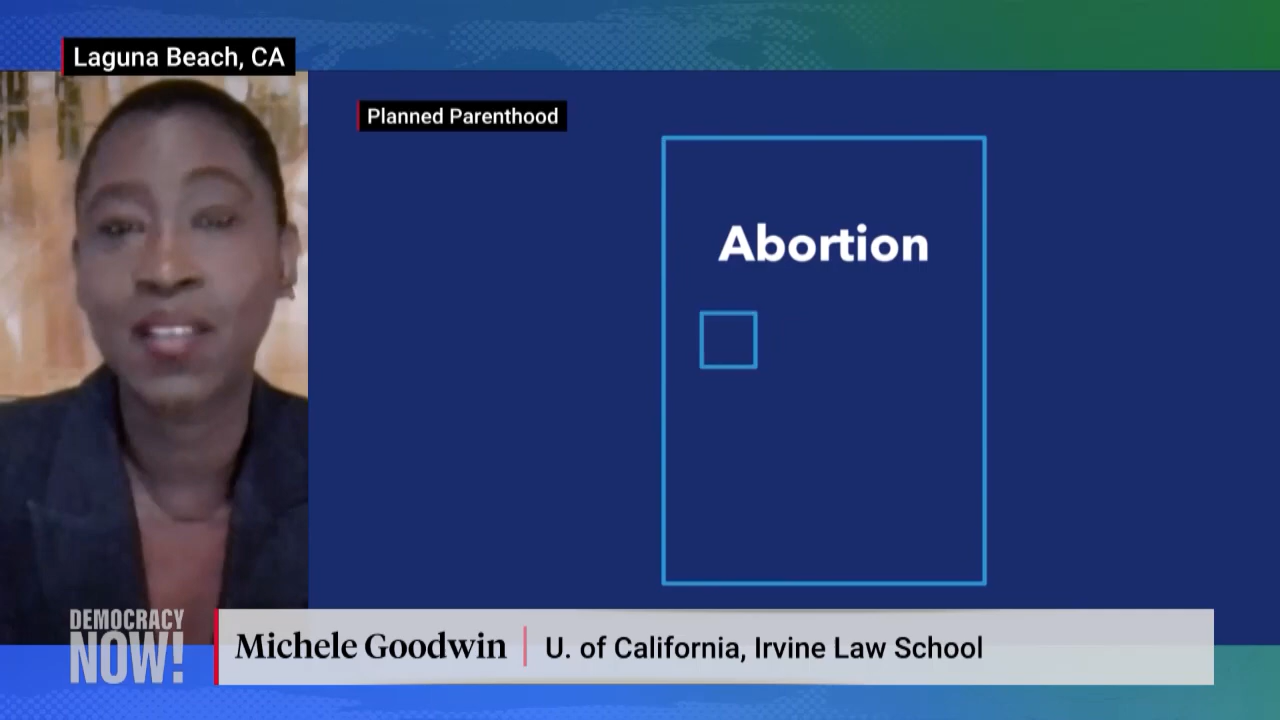 Laguna Beach, CA
Planned Parenthood
Abortion
DEMOCRACY
NOW!
Michele Goodwin | U. of California, Irvine Law School